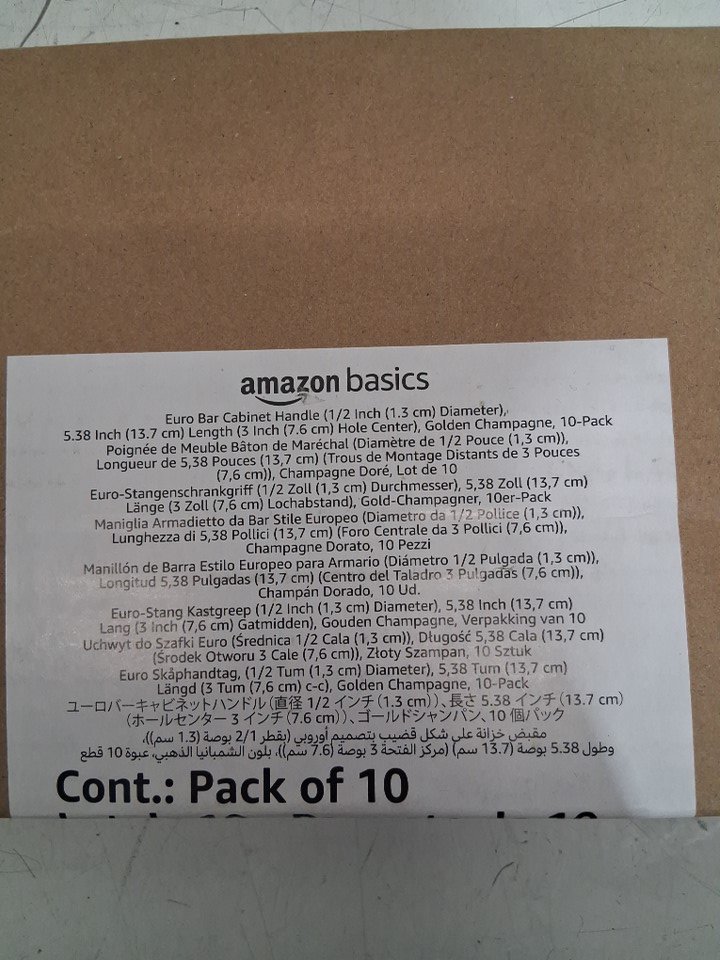 amazon basics
Euro Bar Cabinet Handle (1/2 Inch (1.3 cm) Diameter),
5.38 Inch (13.7 cm) Length (3 Inch (7.6 cm) Hole Center), Golden Champagne, 10-Pack
Poignée de Meuble Bâton de Maréchal (Diamètre de 1/2 Pouce (1,3 cm)),
Longueur de 5,38 Pouces (13,7 cm) (Trous de Montage Distants de 3 Pouces
(7,6 cm)), Champagne Doré, Lot de 10
Euro-Stangenschrankgriff (1/2 Zoll (1,3 cm) Durchmesser), 5,38 Zoll (13,7 cm)
Länge (3 Zoll (7,6 cm) Lochabstand), Gold-Champagner, 10er-Pack
Maniglia Armadietto da Bar Stile Europeo (Diametro da 1/2 Pollice (1,3 cm)),
Lunghezza di 5,38 Pollici (13,7 cm) (Foro Centrale da 3 Pollici (7,6 cm)),
Champagne Dorato, 10 Pezzi
Manillón de Barra Estilo Europeo para Armario (Diámetro 1/2 Pulgada (1,3 cm)),
Longitud 5,38 Pulgadas (13,7 cm) (Centro del Taladro 3 Pulgadas (7,6 cm)),
Champán Dorado, 10 Ud.
Euro-Stang Kastgreep (1/2 Inch (1,3 cm) Diameter), 5,38 Inch (13,7 cm)
Lang (3 Inch (7,6 cm) Gatmidden), Gouden Champagne, Verpakking van 10
Uchwyt do Szafki Euro (Średnica 1/2 Cala (1,3 cm)), Długość 5,38 Cala (13,7 cm)
(Środek Otworu 3 Cale (7,6 cm)), Złoty Szampan, 10 Sztuk
Euro Skåphandtag, (1/2 Tum (1,3 cm) Diameter), 5,38 Tum (13,7 cm)
Längd (3 Tum (7,6 cm) c-c), Golden Champagne, 10-Pack
ユーロバーキャビネットハンドル（直径 1/2 インチ（1.3 cm））、長さ 5.38 インチ（13.7 cm）
（ホールセンター 3 インチ（7.6 cm））、ゴールドシャンパン、10 個パック
مقبض خزانة على شكل قضيب بتصميم أوروبي (بقطر 2/1 بوصة (1.3 سم))،
وطول 5.38 بوصة (13.7 سم) (مركز الفتحة 3 بوصة (7.6 سم))، بلون الشمبانيا الذهبي، عبوة 10 قطع
Cont.: Pack of 10